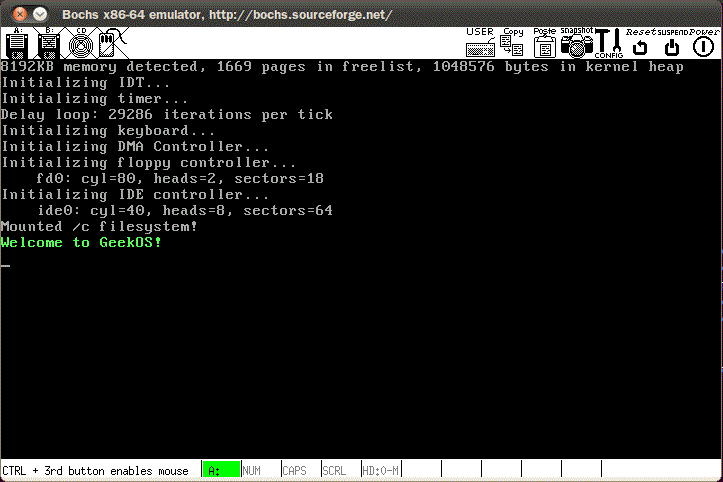 Bochs x86-64 emulator, http://bochs.sourceforge.net/
A: B: CD USER Copy Paste snapshot CONFIG Reset SUSPEND Power
8192KB memory detected, 1669 pages in freelist, 1048576 bytes in kernel heap
Initializing IDT...
Initializing timer...
Delay loop: 29286 iterations per tick
Initializing keyboard...
Initializing DMA Controller...
Initializing floppy controller...
fd0: cyl=80, heads=2, sectors=18
Initializing IDE controller...
ide0: cyl=40, heads=8, sectors=64
Mounted /c filesystem!
Welcome to GeekOS!
_
CTRL + 3rd button enables mouse A: NUM CAPS SCRL HD:0-M